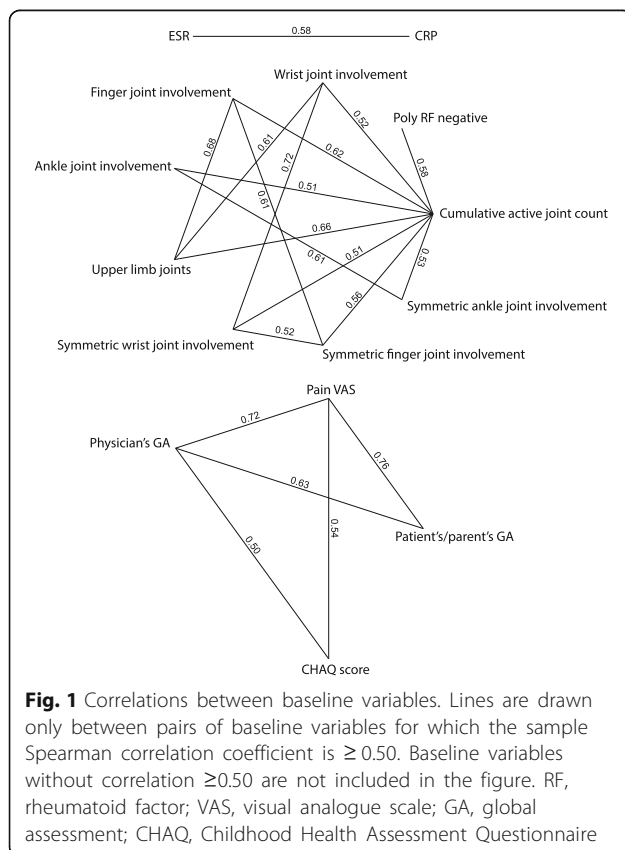 0.58
ESR CRP
Wrist joint involvement
Finger joint involvement
Poly RF negative
0.52
0.61
0.68
0.62
0.72
0.58
Ankle joint involvement
0.51
0.61
Cumulative active joint count
0.66
0.51
0.61
0.53
Upper limb joints
0.56
Symmetric ankle joint involvement
0.52
Symmetric wrist joint involvement
Symmetric finger joint involvement
Pain VAS
0.72
Physician's GA
0.76
0.63
0.54
0.50
Patient's/parent's GA
CHAQ score
Fig. 1 Correlations between baseline variables. Lines are drawn
only between pairs of baseline variables for which the sample
Spearman correlation coefficient is ≥ 0.50. Baseline variables
without correlation ≥0.50 are not included in the figure. RF,
rheumatoid factor; VAS, visual analogue scale; GA, global
assessment; CHAQ, Childhood Health Assessment Questionnaire